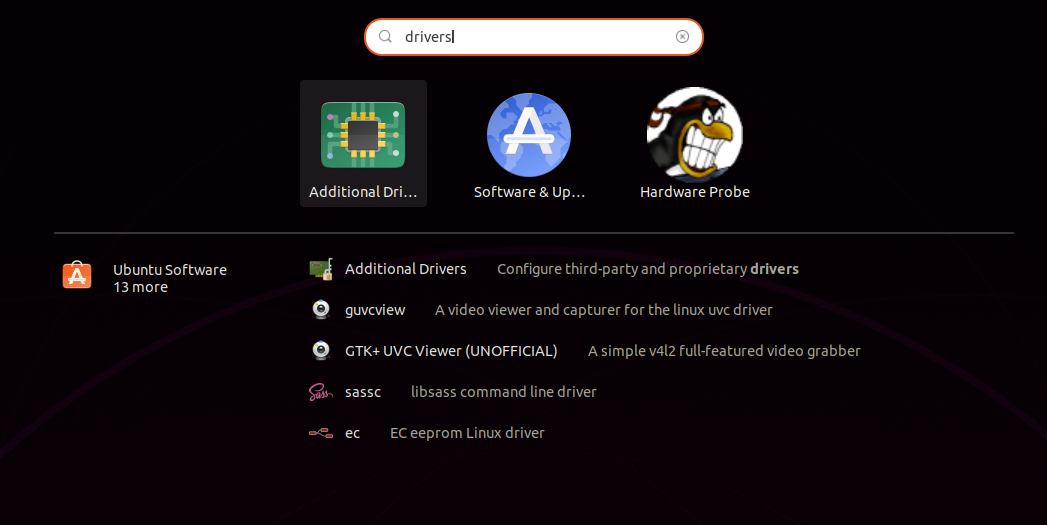 drivers
Additional Dri...
Software & Up...
Hardware Probe
Ubuntu Software
13 more
Additional Drivers Configure third-party and proprietary drivers
guvcview A video viewer and capturer for the linux uvc driver
GTK+ UVC Viewer (UNOFFICIAL) A simple v4l2 full-featured video grabber
sassc libsass command line driver
ec EC eeprom Linux driver